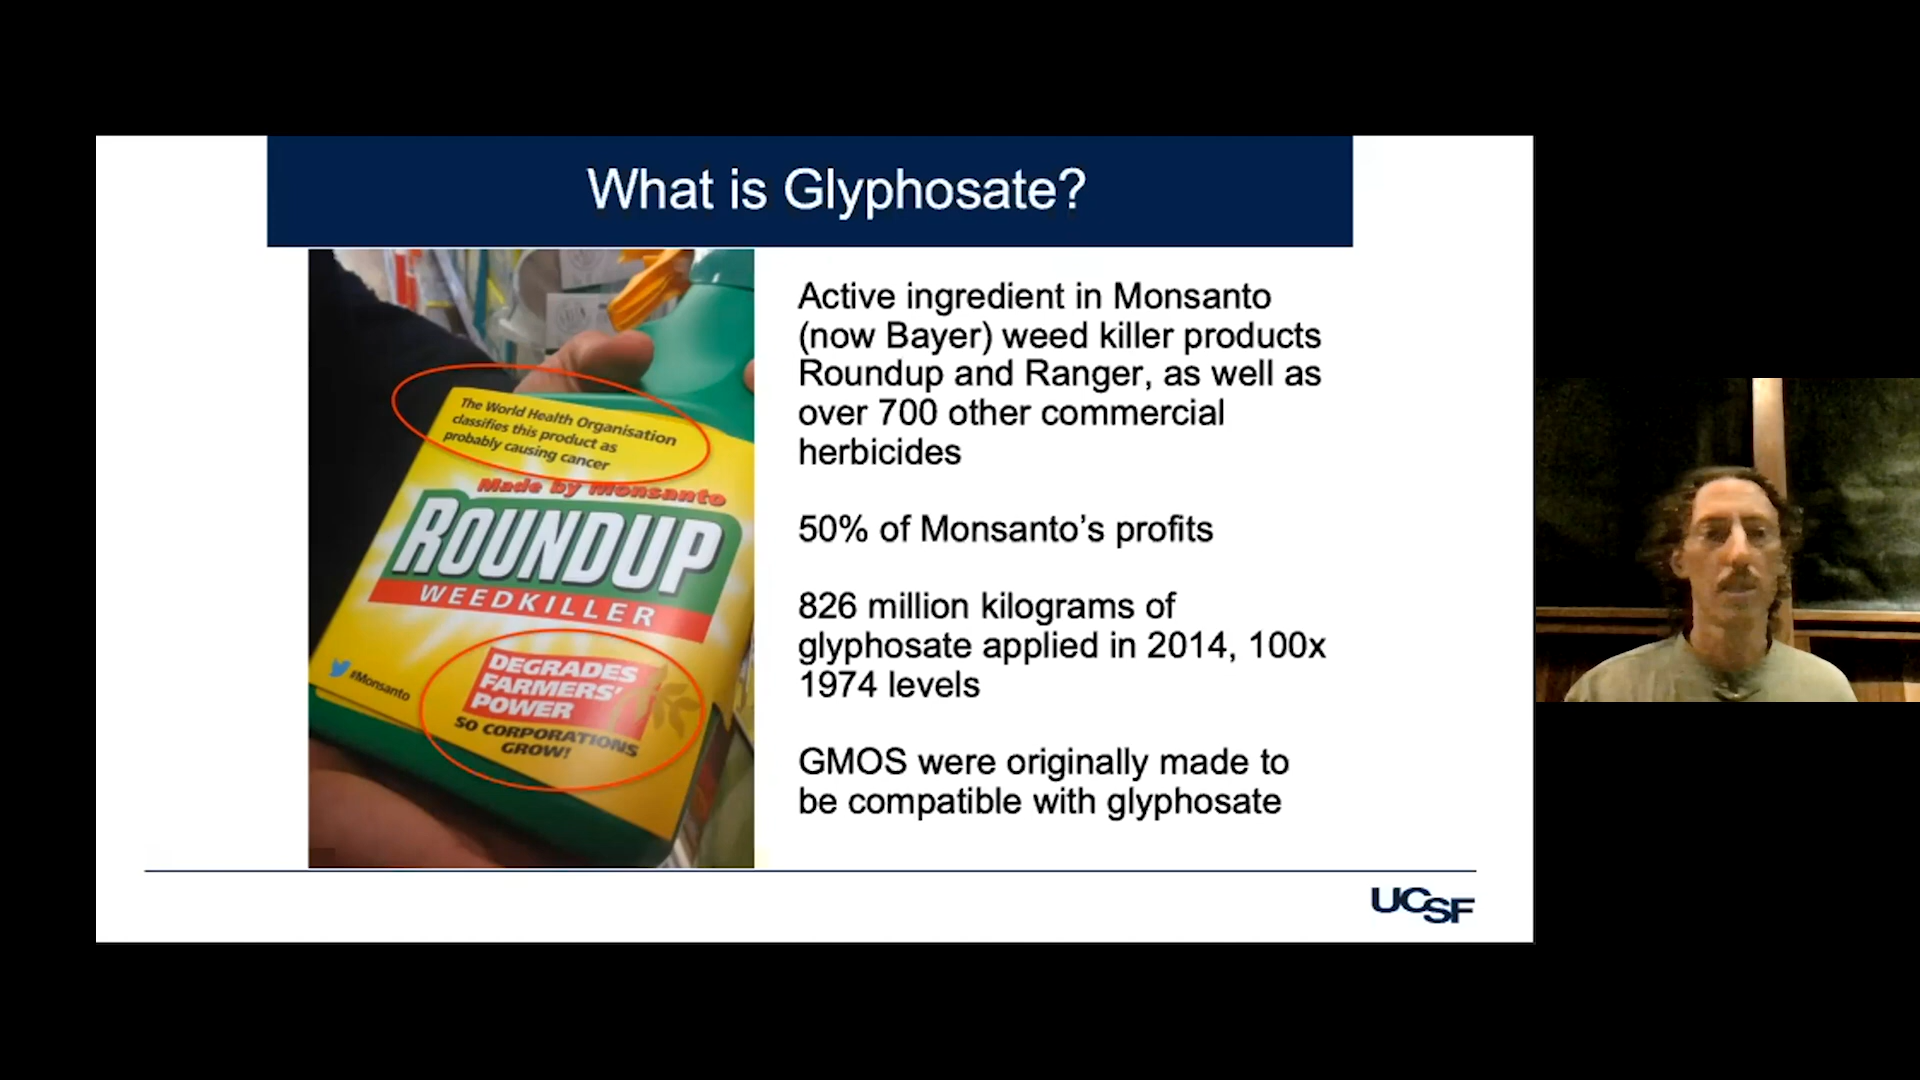 What is Glyphosate?
The World Health Organisation
classifies this product as
probably causing cancer
Made by Monsanto
ROUNDUP
WEEDKILLER
#Monsanto
DEGRADES
FARMERS'
POWER
SO CORPORATIONS
GROW!
Active ingredient in Monsanto
(now Bayer) weed killer products
Roundup and Ranger, as well as
over 700 other commercial
herbicides
50% of Monsanto’s profits
826 million kilograms of
glyphosate applied in 2014, 100x
1974 levels
GMOS were originally made to
be compatible with glyphosate
UCSF